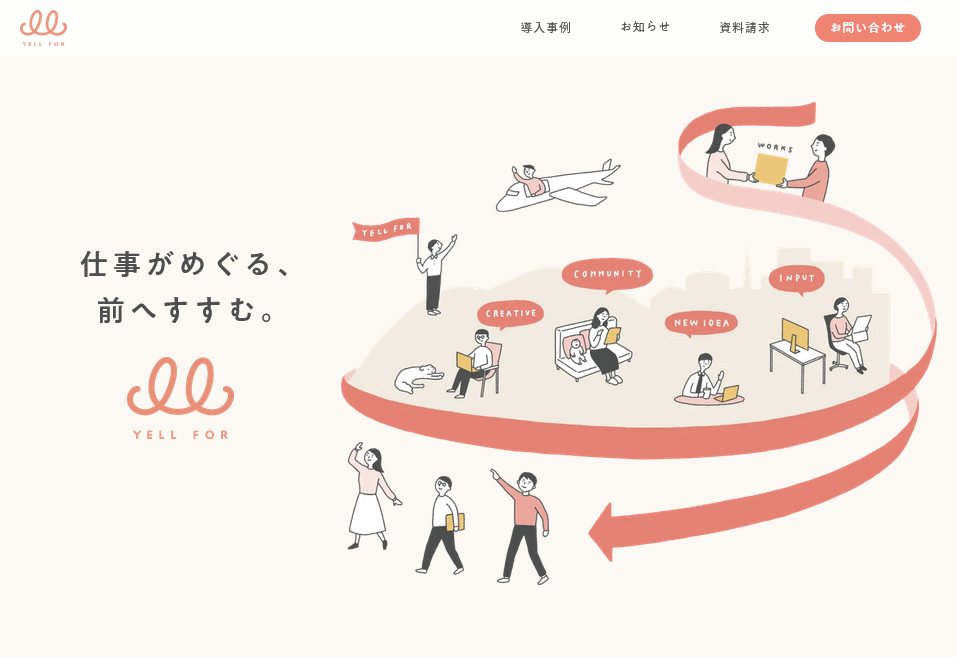 YELL FOR
導入事例
お知らせ
資料請求
お問い合わせ
WORKS
YELL FOR
COMMUNITY
INPUT
CREATIVE
NEW IDEA
仕事がめぐる、
前へすすむ。
YELL FOR